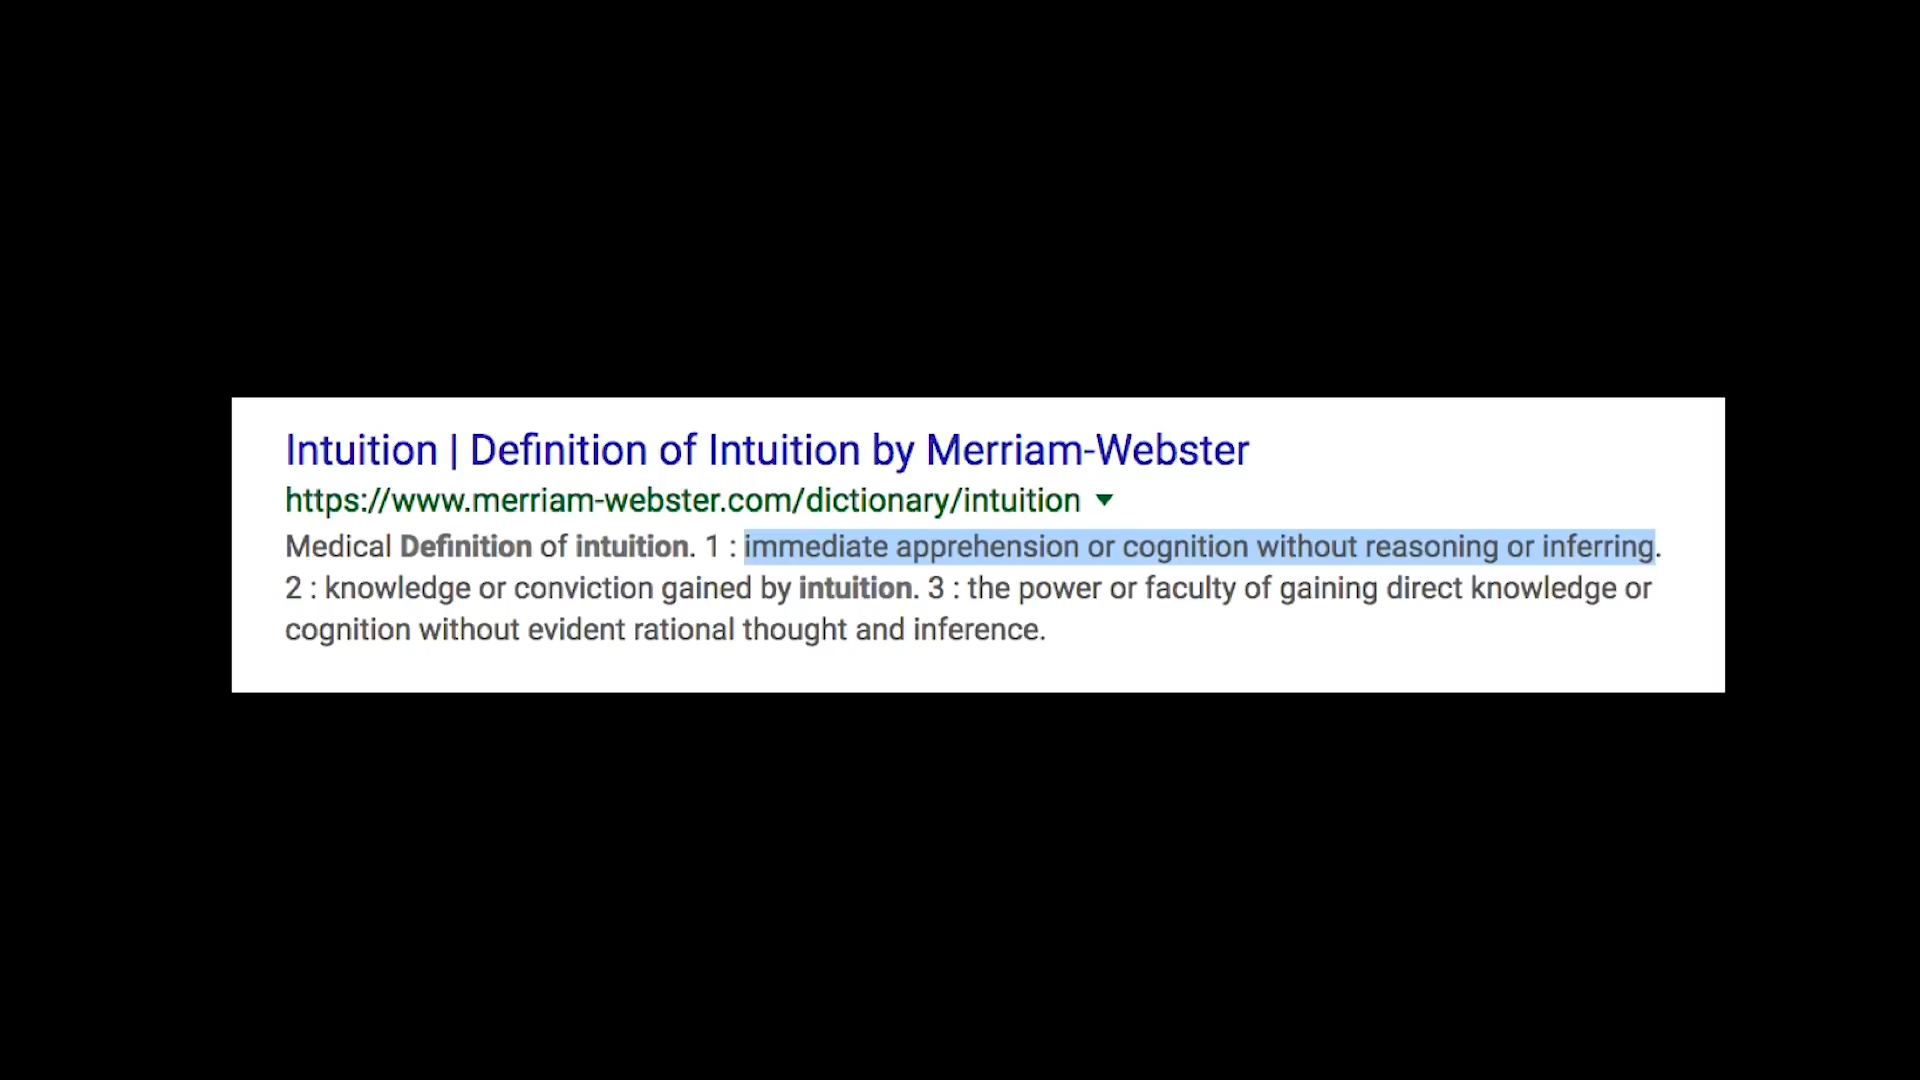 Intuition | Definition of Intuition by Merriam-Webster
https://www.merriam-webster.com/dictionary/intuition
Medical Definition of intuition. 1 : immediate apprehension or cognition without reasoning or inferring.
2 : knowledge or conviction gained by intuition. 3 : the power or faculty of gaining direct knowledge or
cognition without evident rational thought and inference.